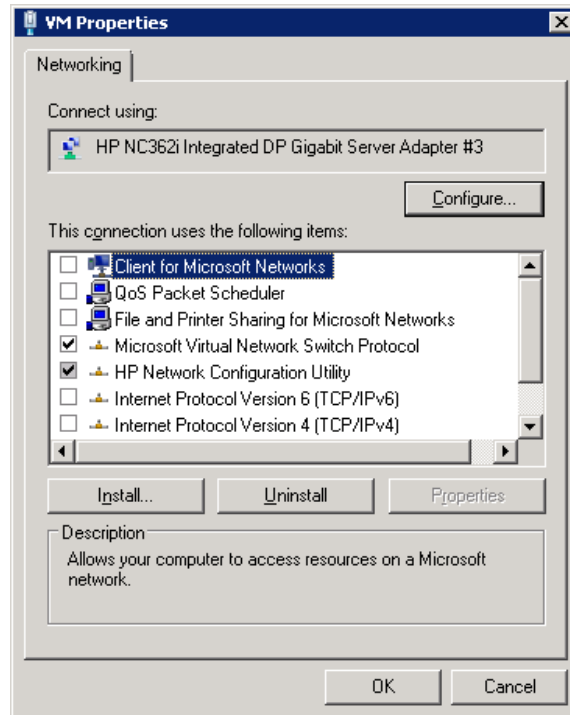 VM Properties
Networking
Connect using:
HP NC362i Integrated DP Gigabit Server Adapter #3
Configure...
This connection uses the following items:
Client for Microsoft Networks
QoS Packet Scheduler
File and Printer Sharing for Microsoft Networks
Microsoft Virtual Network Switch Protocol
HP Network Configuration Utility
Internet Protocol Version 6 (TCP/IPv6)
Internet Protocol Version 4 (TCP/IPv4)
Install... Uninstall Properties
Description
Allows your computer to access resources on a Microsoft
network.
OK Cancel